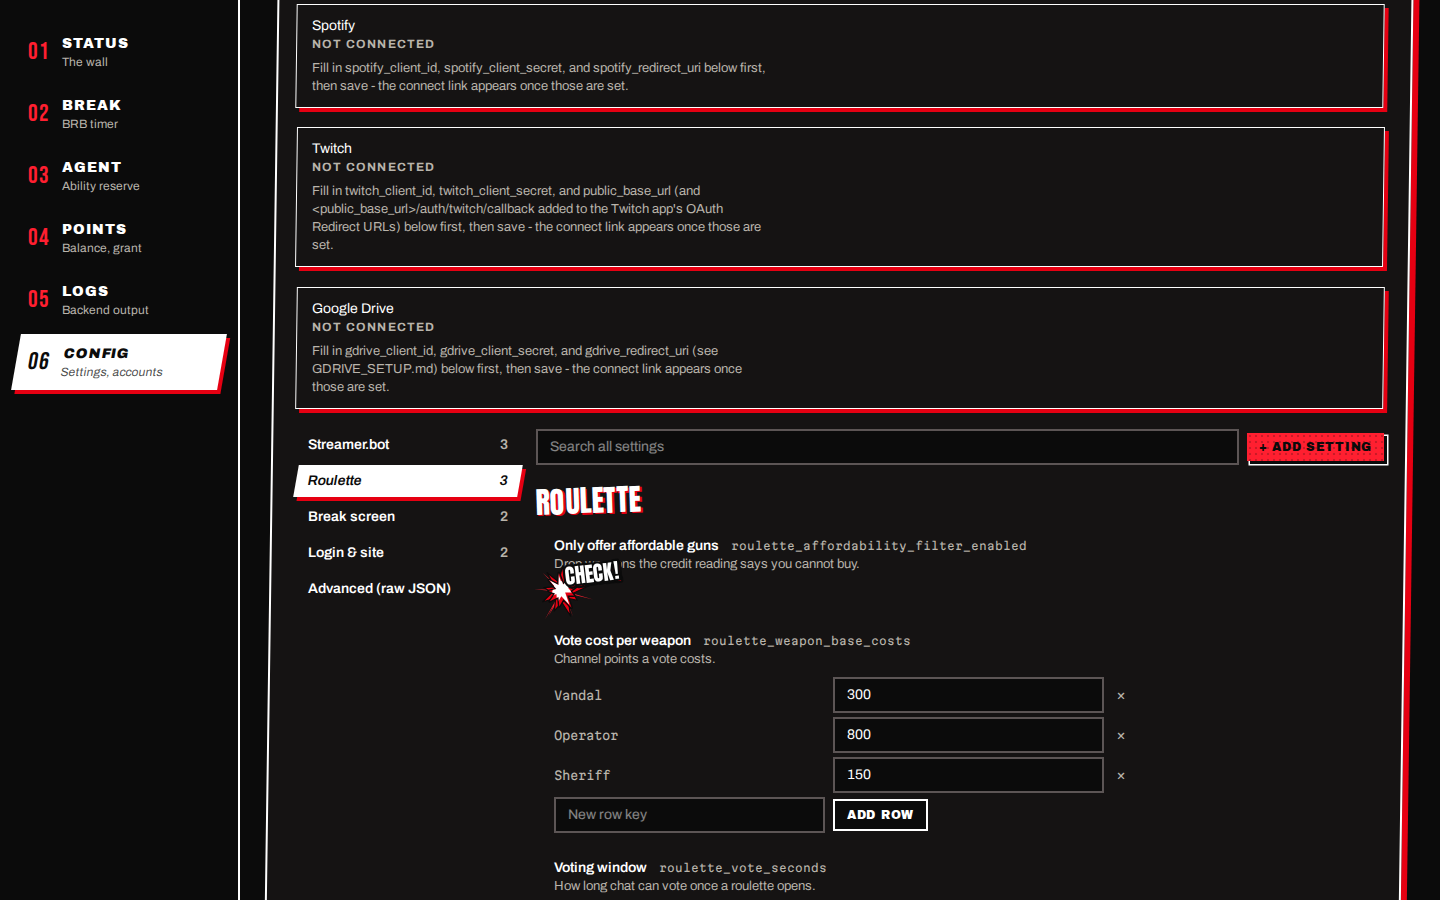 01 STATUS
The wall
02 BREAK
BRB timer
03 AGENT
Ability reserve
04 POINTS
Balance, grant
05 LOGS
Backend output
06 CONFIG
Settings, accounts
Spotify
NOT CONNECTED
Fill in spotify_client_id, spotify_client_secret, and spotify_redirect_uri below first,
then save - the connect link appears once those are set.
Twitch
NOT CONNECTED
Fill in twitch_client_id, twitch_client_secret, and public_base_url (and
<public_base_url>/auth/twitch/callback added to the Twitch app's OAuth
Redirect URLs) below first, then save - the connect link appears once those are
set.
Google Drive
NOT CONNECTED
Fill in gdrive_client_id, gdrive_client_secret, and gdrive_redirect_uri (see
GDRIVE_SETUP.md) below first, then save - the connect link appears once
those are set.
Streamer.bot 3
Roulette 3
Break screen 2
Login & site 2
Advanced (raw JSON)
Search all settings
+ ADD SETTING
ROULETTE
Only offer affordable guns roulette_affordability_filter_enabled
the credit reading says you cannot buy.
CHECK!
Vote cost per weapon roulette_weapon_base_costs
Channel points a vote costs.
Vandal 300 ×
Operator 800 ×
Sheriff 150 ×
New row key ADD ROW
Voting window roulette_vote_seconds
How long chat can vote once a roulette opens.